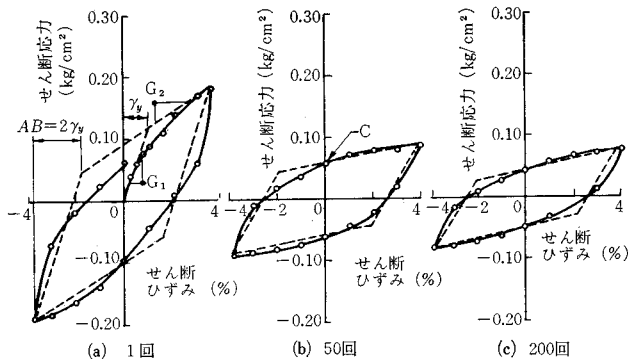 0.30
せん断応力
(kg/cm²)
0.20
G₂
γy
AB=2γy
0.10
G₁
-4
0
4
-0.10
せん断
ひずみ (%)
-0.20
(a) 1回
0.30
せん断応力 (kg/cm²)
0.20
0.10
C
-4
0
4
-0.10
せん断
ひずみ (%)
-0.20
(b) 50回
0.30
せん断応力 (kg/cm²)
0.20
0.10
-4
0
4
-0.10
せん断
ひずみ (%)
-0.20
(c) 200回